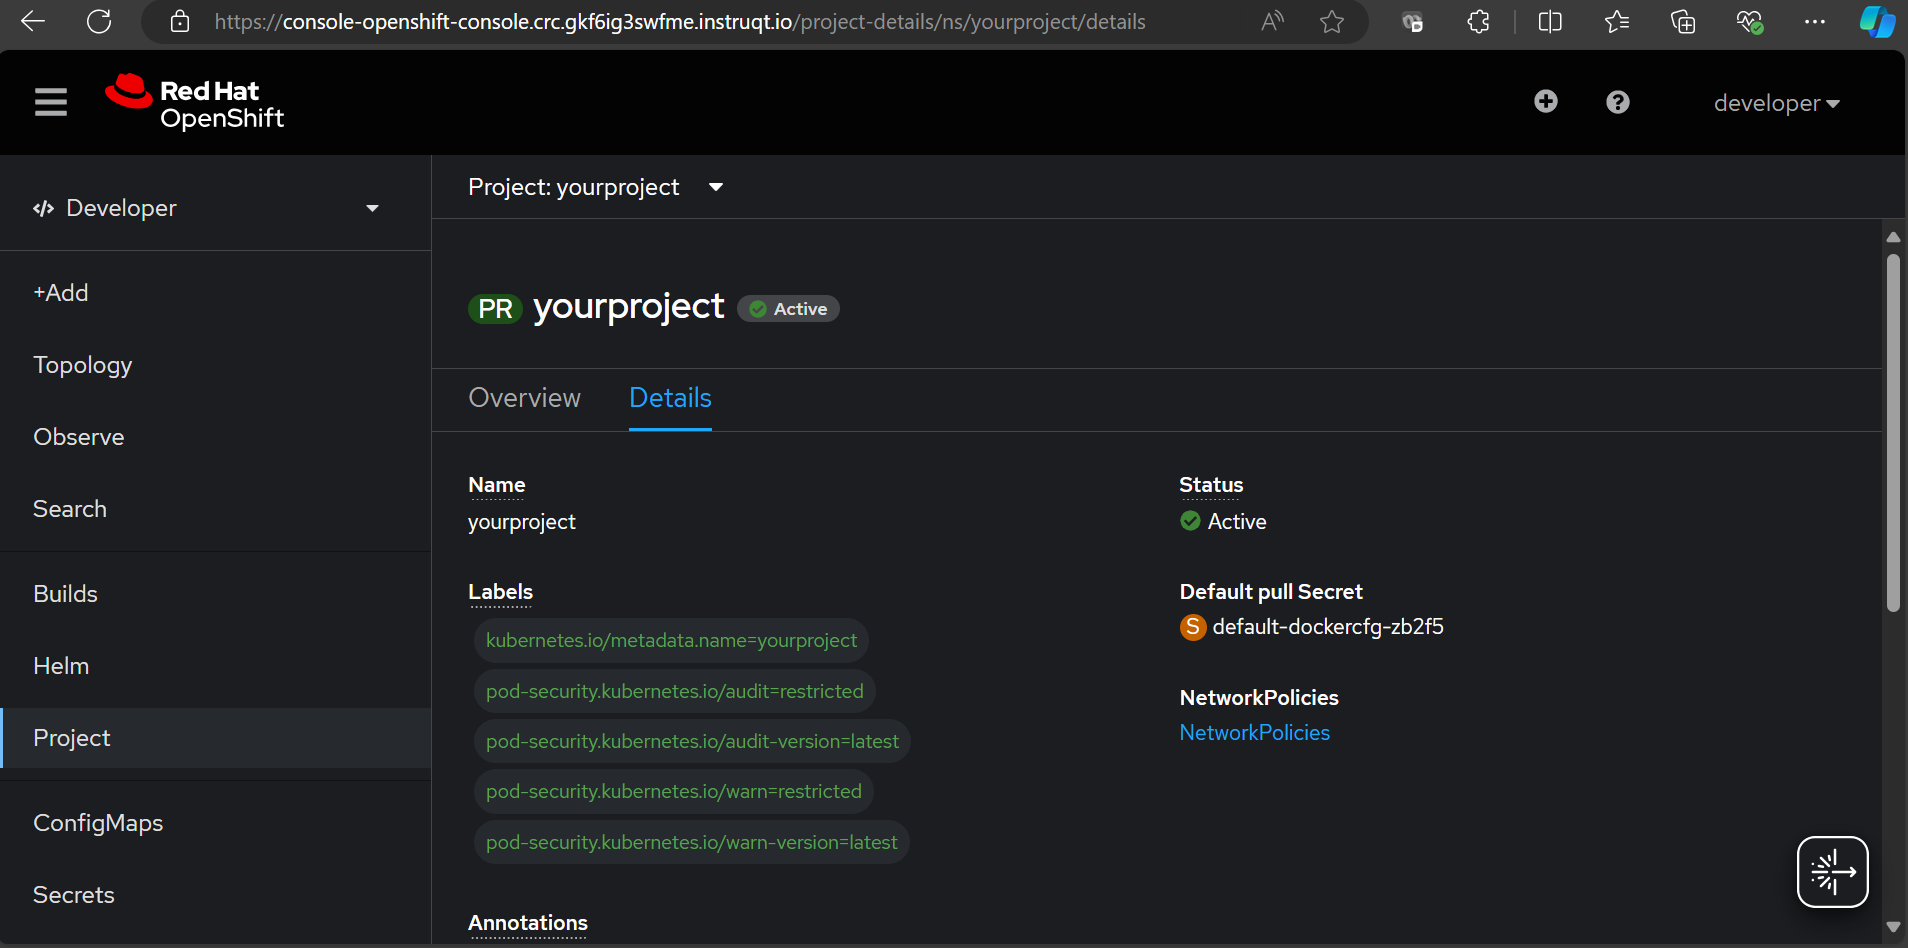 https://console-openshift-console.crc.gkf6ig3swfme.instruqt.io/project-details/ns/yourproject/details
Red Hat
OpenShift
developer
Developer
Project: yourproject
+Add
Topology
Observe
Search
Builds
Helm
Project
ConfigMaps
Secrets
PR yourproject Active
Overview Details
Name
yourproject
Labels
kubernetes.io/metadata.name=yourproject
pod-security.kubernetes.io/audit=restricted
pod-security.kubernetes.io/audit-version=latest
pod-security.kubernetes.io/warn=restricted
pod-security.kubernetes.io/warn-version=latest
Annotations
Status
Active
Default pull Secret
S default-dockercfg-zb2f5
NetworkPolicies
NetworkPolicies